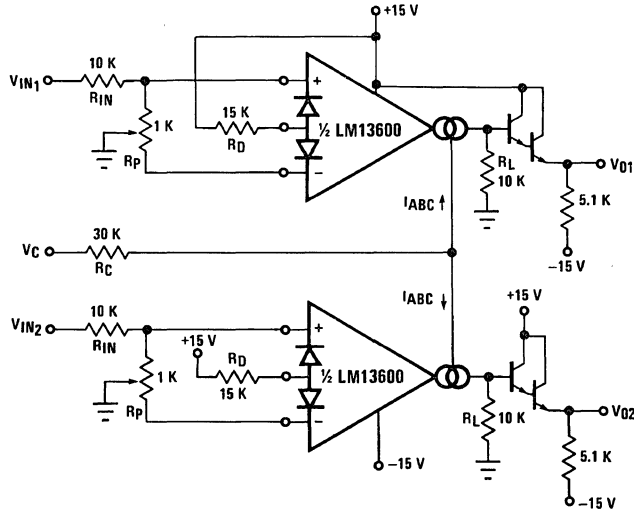 +15 V
10 K
V_IN1
R_IN
+
1 K
15 K
½ LM13600
R_P
R_D
−
R_L
10 K
V_O1
5.1 K
I_ABC ↑
−15 V
30 K
V_C
R_C
I_ABC ↓
+15 V
10 K
V_IN2
R_IN
+15 V
+
1 K
R_D
15 K
½ LM13600
R_P
−
R_L
10 K
V_O2
5.1 K
−15 V
−15 V